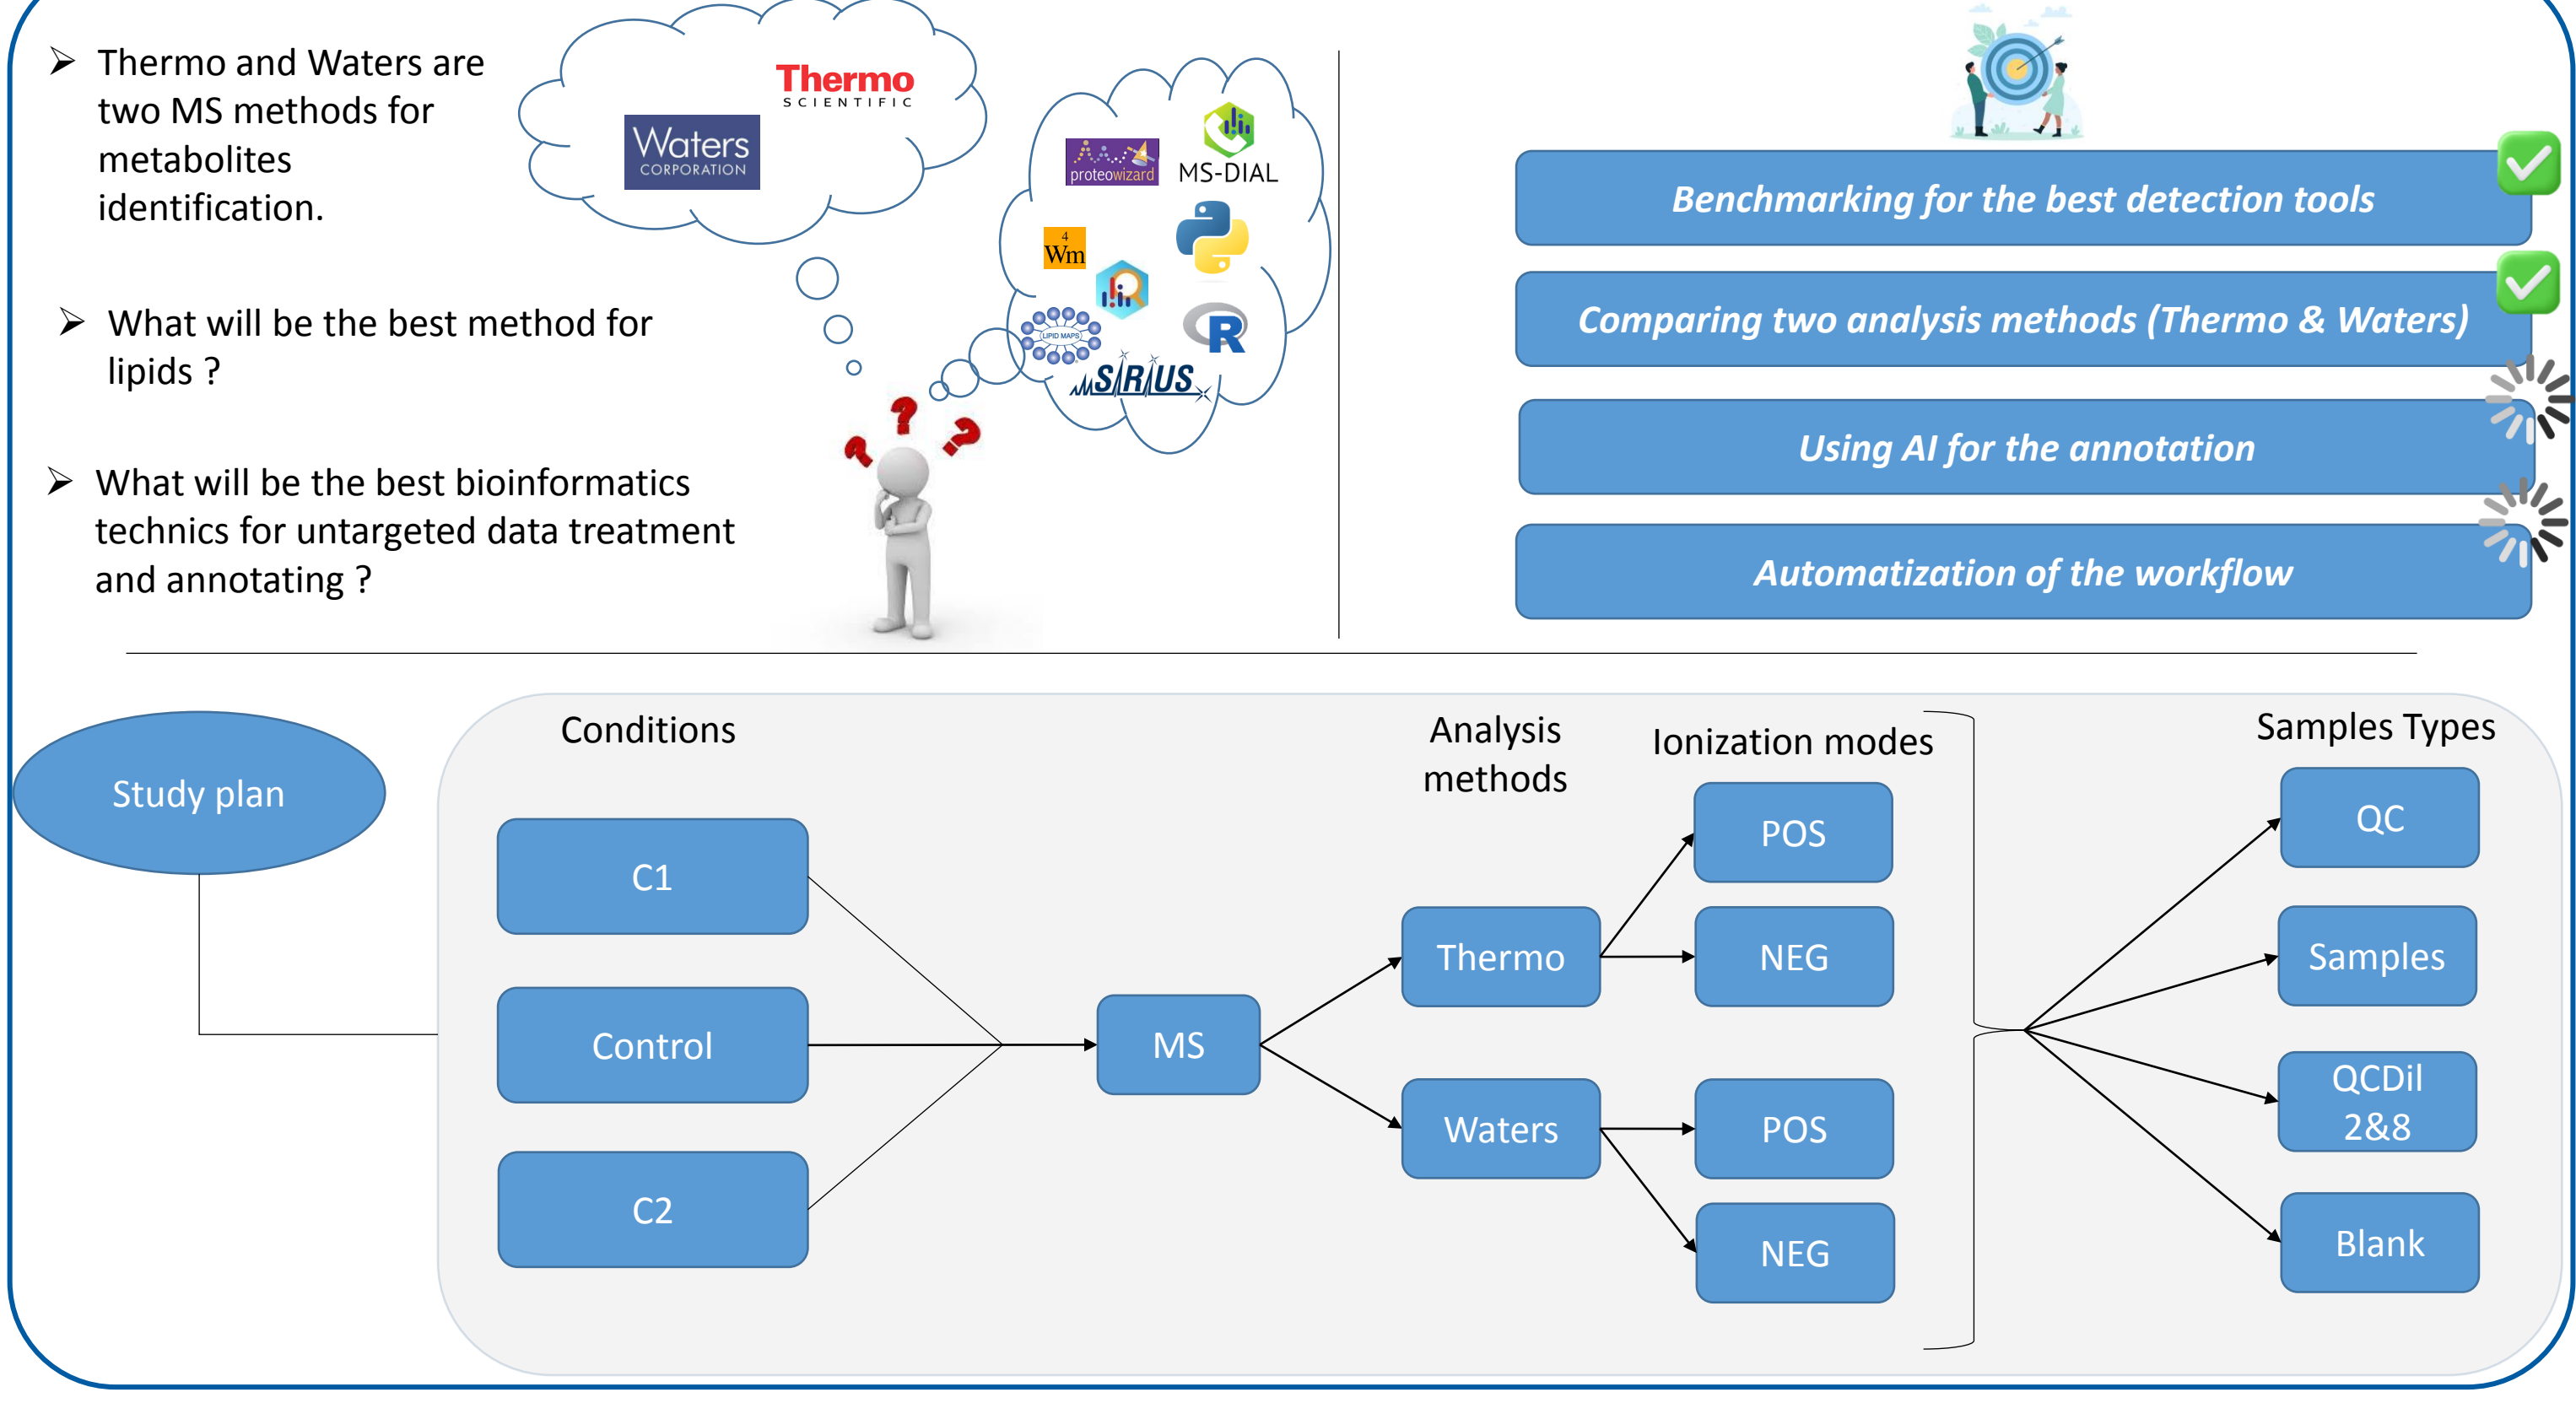 ➢ Thermo and Waters are
two MS methods for
metabolites
identification.
➢ What will be the best method for
lipids ?
➢ What will be the best bioinformatics
technics for untargeted data treatment
and annotating ?
Thermo
SCIENTIFIC
Waters
CORPORATION
proteowizard
MS-DIAL
4
Wm
LIPID MAPS
R
SIRIUS
Benchmarking for the best detection tools
Comparing two analysis methods (Thermo & Waters)
Using AI for the annotation
Automatization of the workflow
Study plan
Conditions
C1
Control
C2
MS
Analysis
methods
Thermo
Waters
Ionization modes
POS
NEG
POS
NEG
Samples Types
QC
Samples
QCDil
2&8
Blank